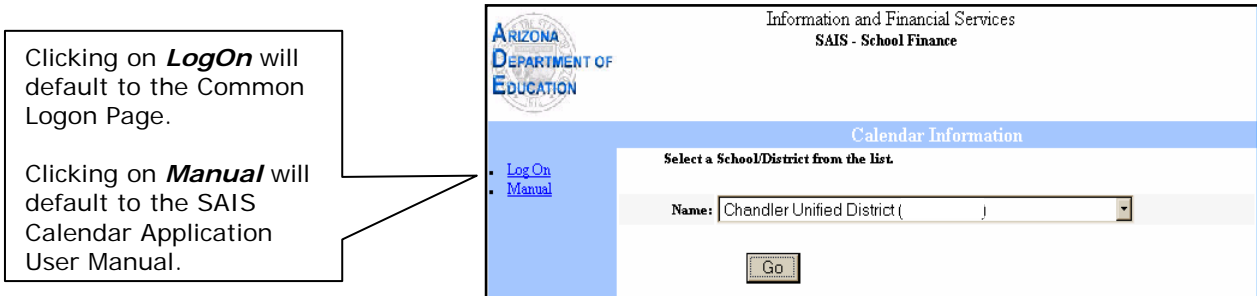 Clicking on LogOn will
default to the Common
Logon Page.
Clicking on Manual will
default to the SAIS
Calendar Application
User Manual.
ARIZONA
DEPARTMENT OF
EDUCATION
Information and Financial Services
SAIS - School Finance
Calendar Information
Log On
Manual
Select a School/District from the list.
Name: Chandler Unified District ( )
Go